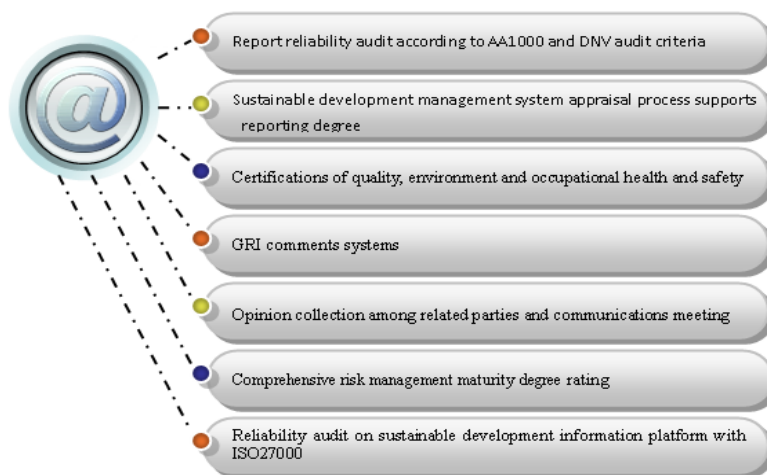 Report reliability audit according to AA1000 and DNV audit criteria
Sustainable development management system appraisal process supports
reporting degree
Certifications of quality, environment and occupational health and safety
GRI comments systems
Opinion collection among related parties and communications meeting
Comprehensive risk management maturity degree rating
Reliability audit on sustainable development information platform with
ISO27000